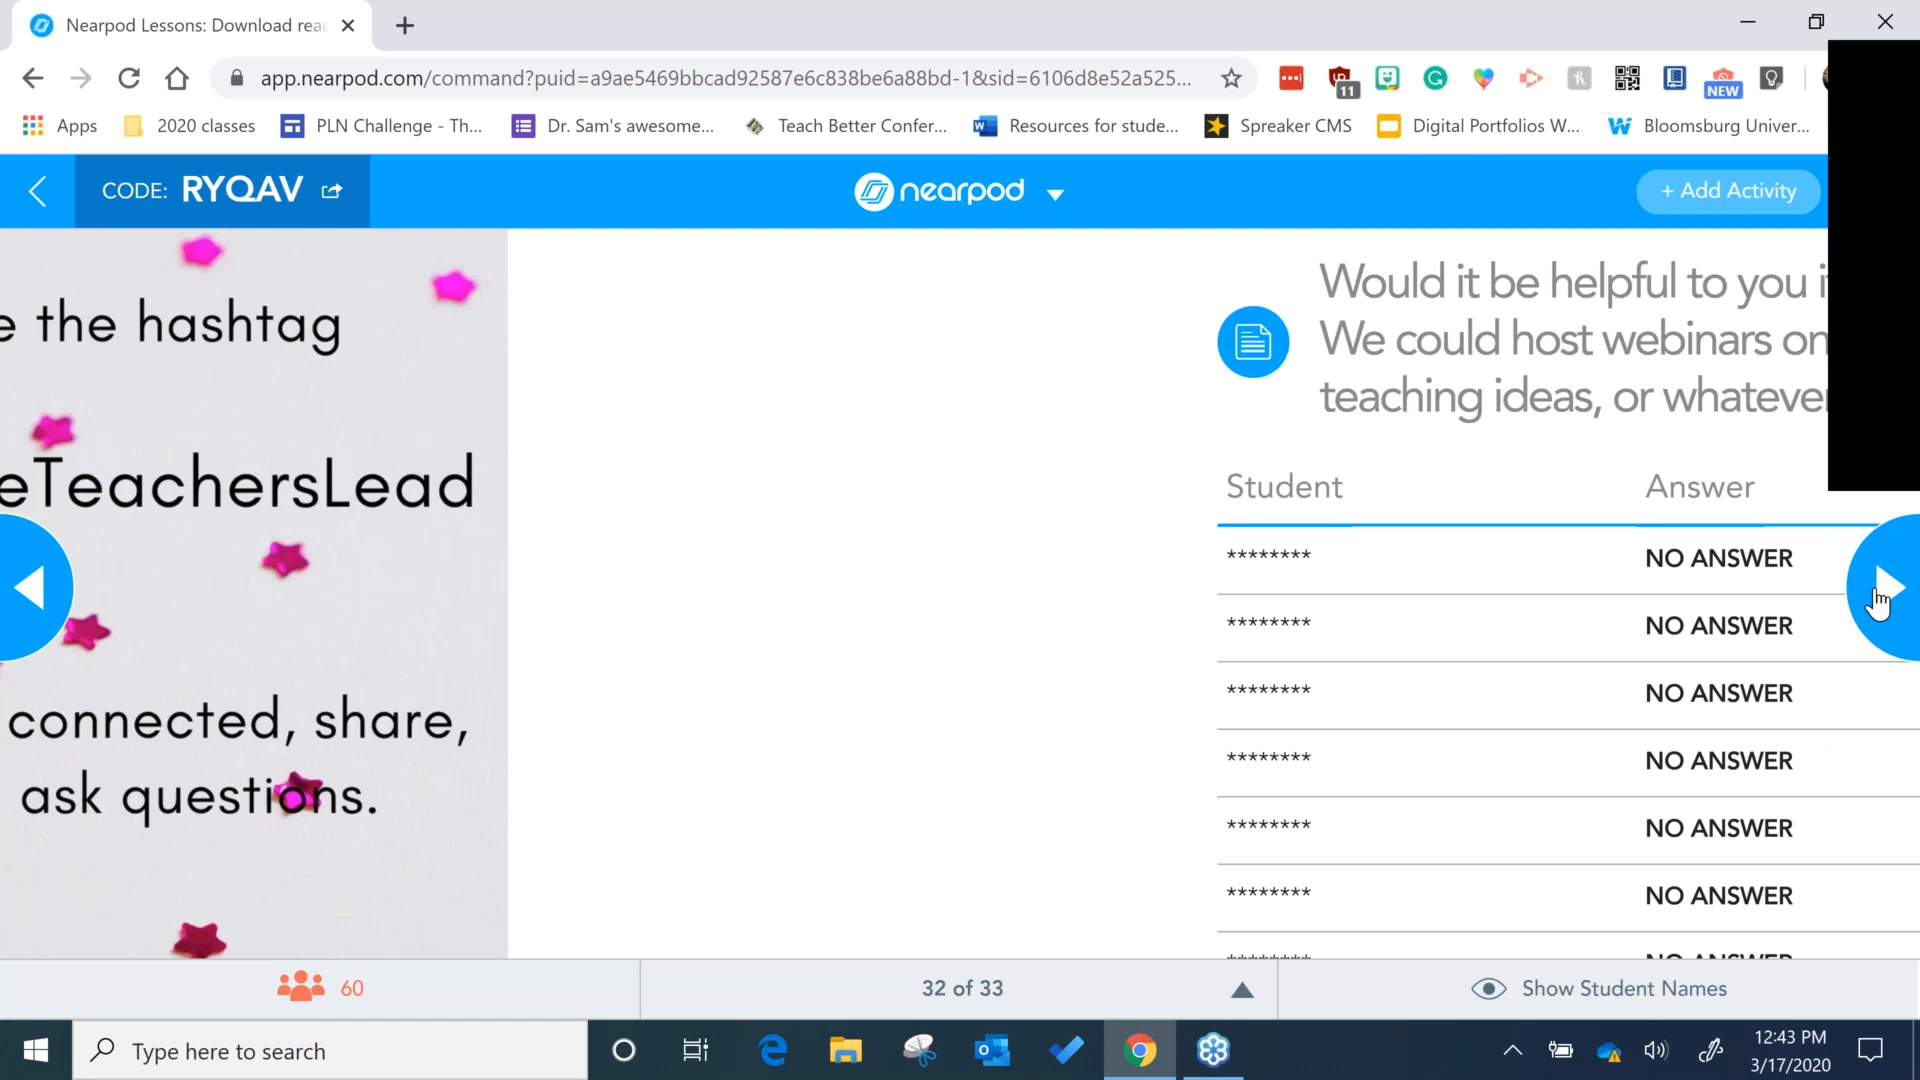 Nearpod Lessons: Download rea
app.nearpod.com/command?puid=a9ae5469bbcad92587e6c838be6a88bd-1&sid=6106d8e52a525...
11
NEW
Apps
2020 classes
PLN Challenge - Th...
Dr. Sam's awesome...
Teach Better Confer...
Resources for stude...
Spreaker CMS
Digital Portfolios W...
Bloomsburg Univer...
CODE: RYQAV
nearpod
+ Add Activity
e the hashtag
eTeachersLead
connected, share,
ask questions.
Would it be helpful to you i
We could host webinars on
teaching ideas, or whatever
Student Answer
******** NO ANSWER
******** NO ANSWER
******** NO ANSWER
******** NO ANSWER
******** NO ANSWER
******** NO ANSWER
******** NO ANSWER
60
32 of 33
Show Student Names
Type here to search
12:43 PM
3/17/2020